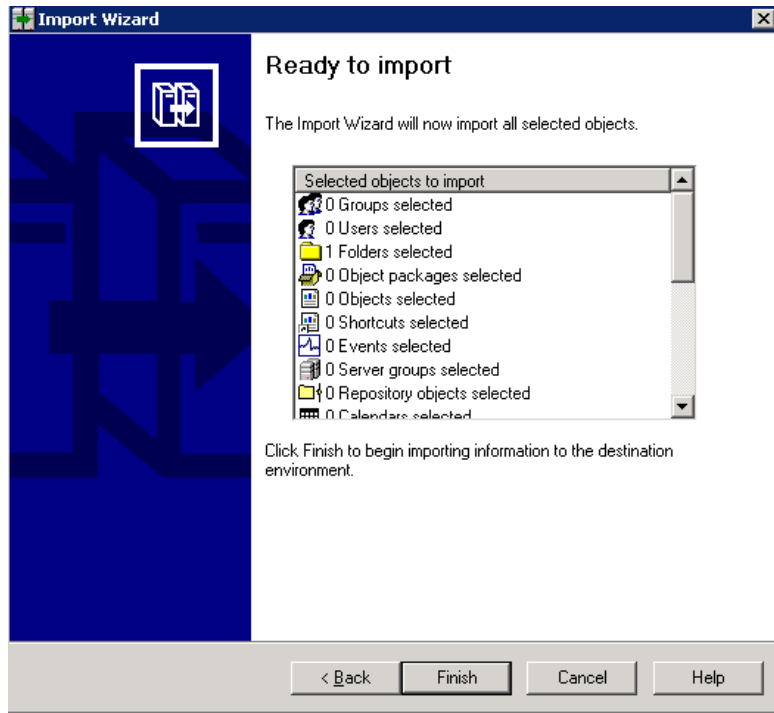 Import Wizard
Ready to import
The Import Wizard will now import all selected objects.
Selected objects to import
0 Groups selected
0 Users selected
1 Folders selected
0 Object packages selected
0 Objects selected
0 Shortcuts selected
0 Events selected
0 Server groups selected
0 Repository objects selected
0 Calendars selected
Click Finish to begin importing information to the destination
environment.
< Back
Finish
Cancel
Help